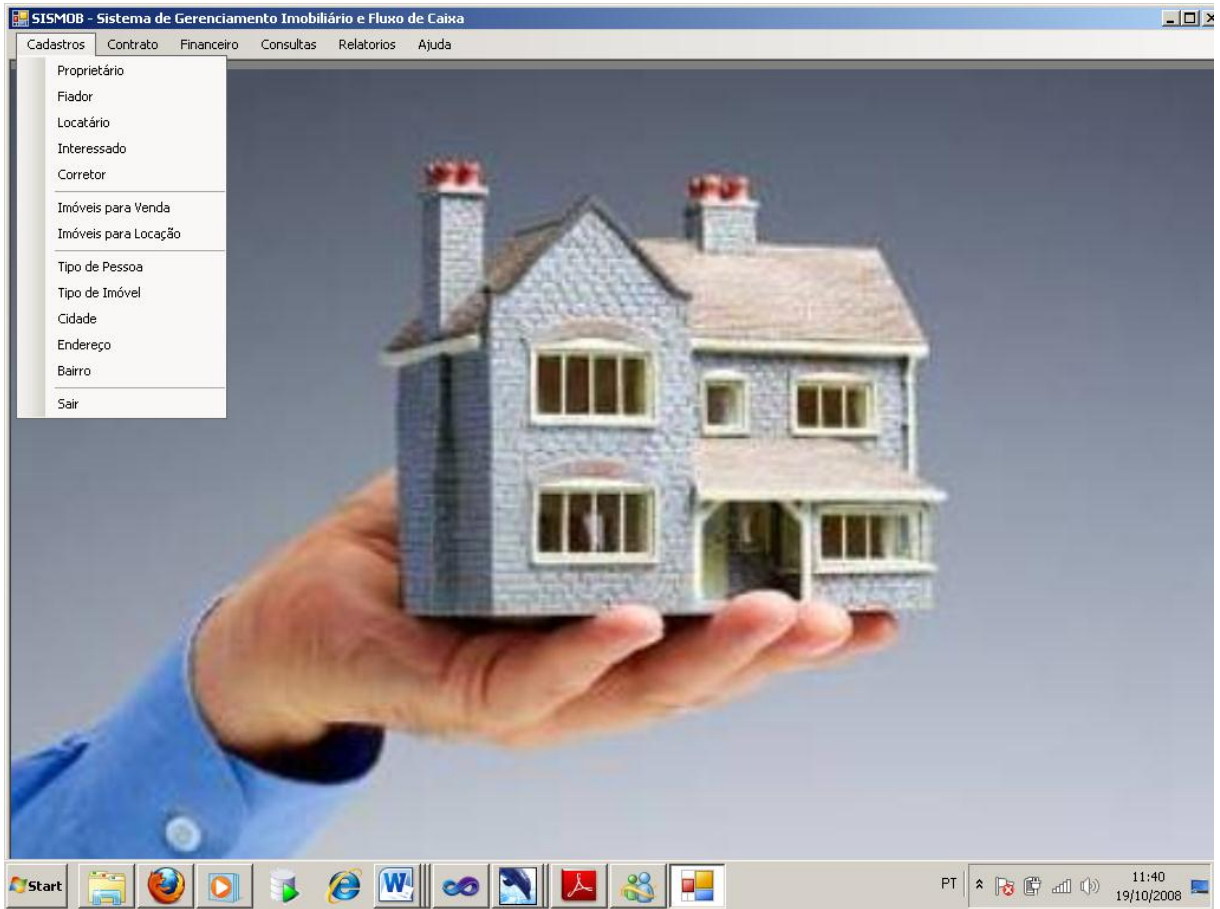 SISMOB - Sistema de Gerenciamento Imobiliário e Fluxo de Caixa
Cadastros Contrato Financeiro Consultas Relatorios Ajuda
Proprietário
Fiador
Locatário
Interessado
Corretor
Imóveis para Venda
Imóveis para Locação
Tipo de Pessoa
Tipo de Imóvel
Cidade
Endereço
Bairro
Sair
Start
PT
11:40
19/10/2008